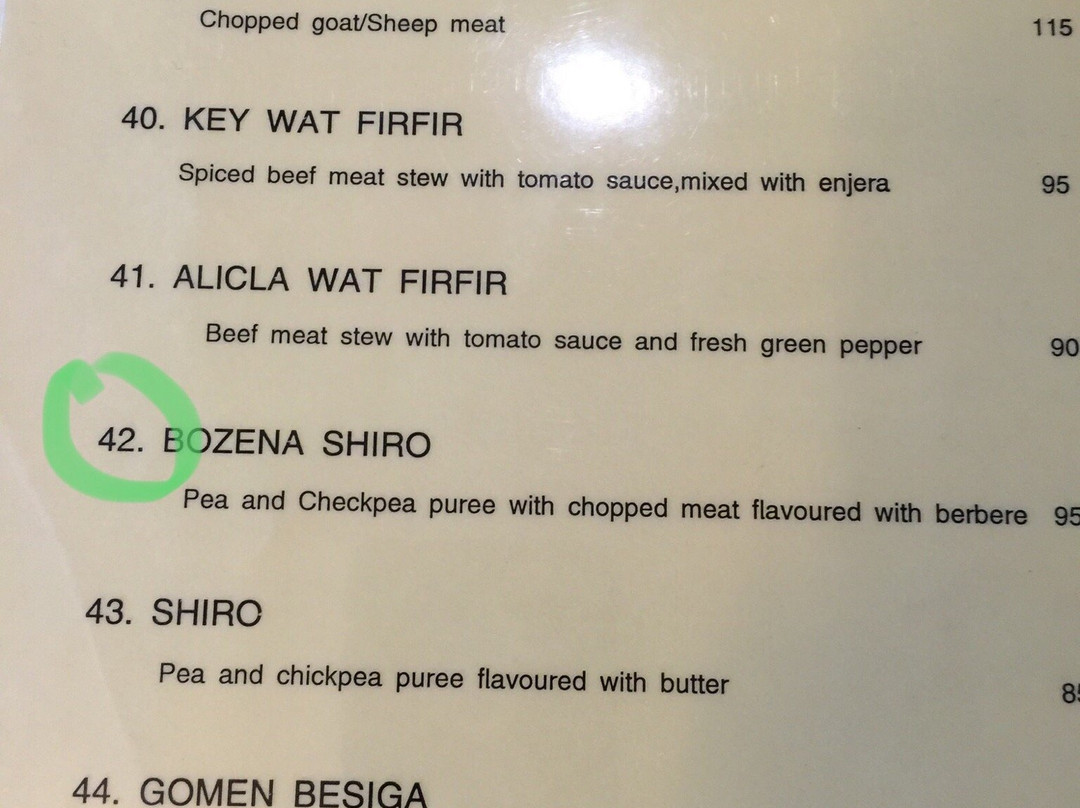 Chopped goat/Sheep meat 115
40. KEY WAT FIRFIR
Spiced beef meat stew with tomato sauce,mixed with enjera 95
41. ALICLA WAT FIRFIR
Beef meat stew with tomato sauce and fresh green pepper 90
42. BOZENA SHIRO
Pea and Checkpea puree with chopped meat flavoured with berbere 95
43. SHIRO
Pea and chickpea puree flavoured with butter 85
44. GOMEN BESIGA